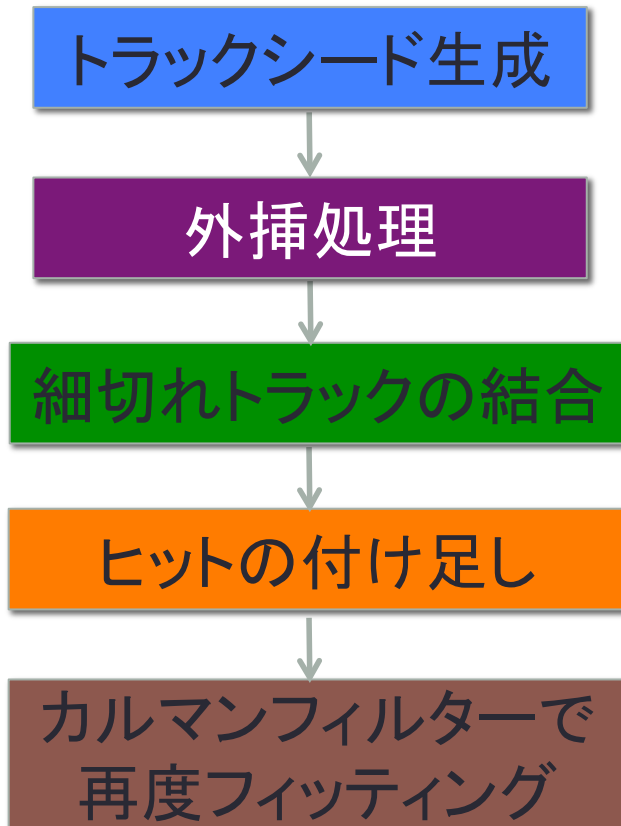 トラックシード生成
外挿処理
細切れトラックの結合
ヒットの付け足し
カルマンフィルターで
再度フィッティング